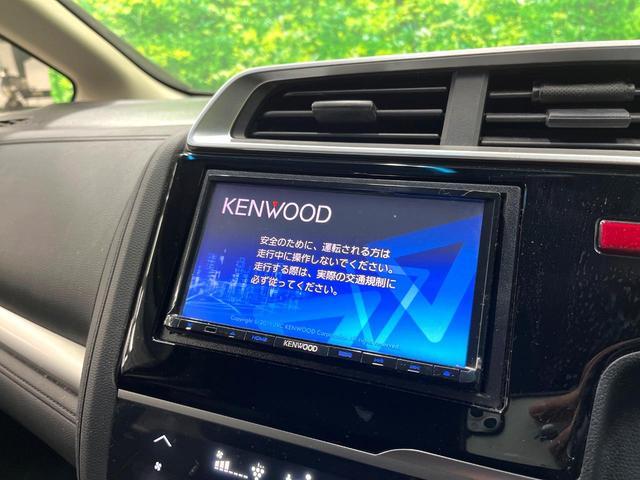 KENWOOD
安全のために、運転される方は
走行中に操作しないでください。
走行する際は、実際の交通規制に
必ず従ってください。
HOME
KENWOOD